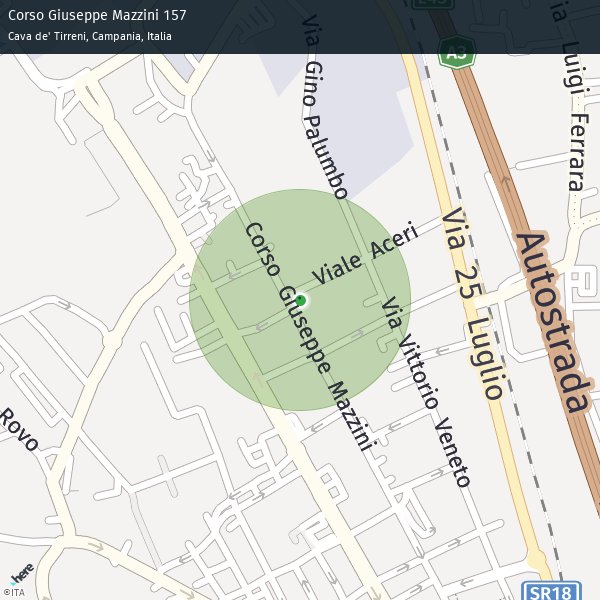 Corso Giuseppe Mazzini 157
Cava de' Tirreni, Campania, Italia
E45
A3
Via Gino Palumbo
Via Luigi Ferrara
Corso Giuseppe Mazzini
Viale Aceri
Via 25 Luglio
Autostrada
Via Vittorio Veneto
Rovo
here
©ITA
SR18